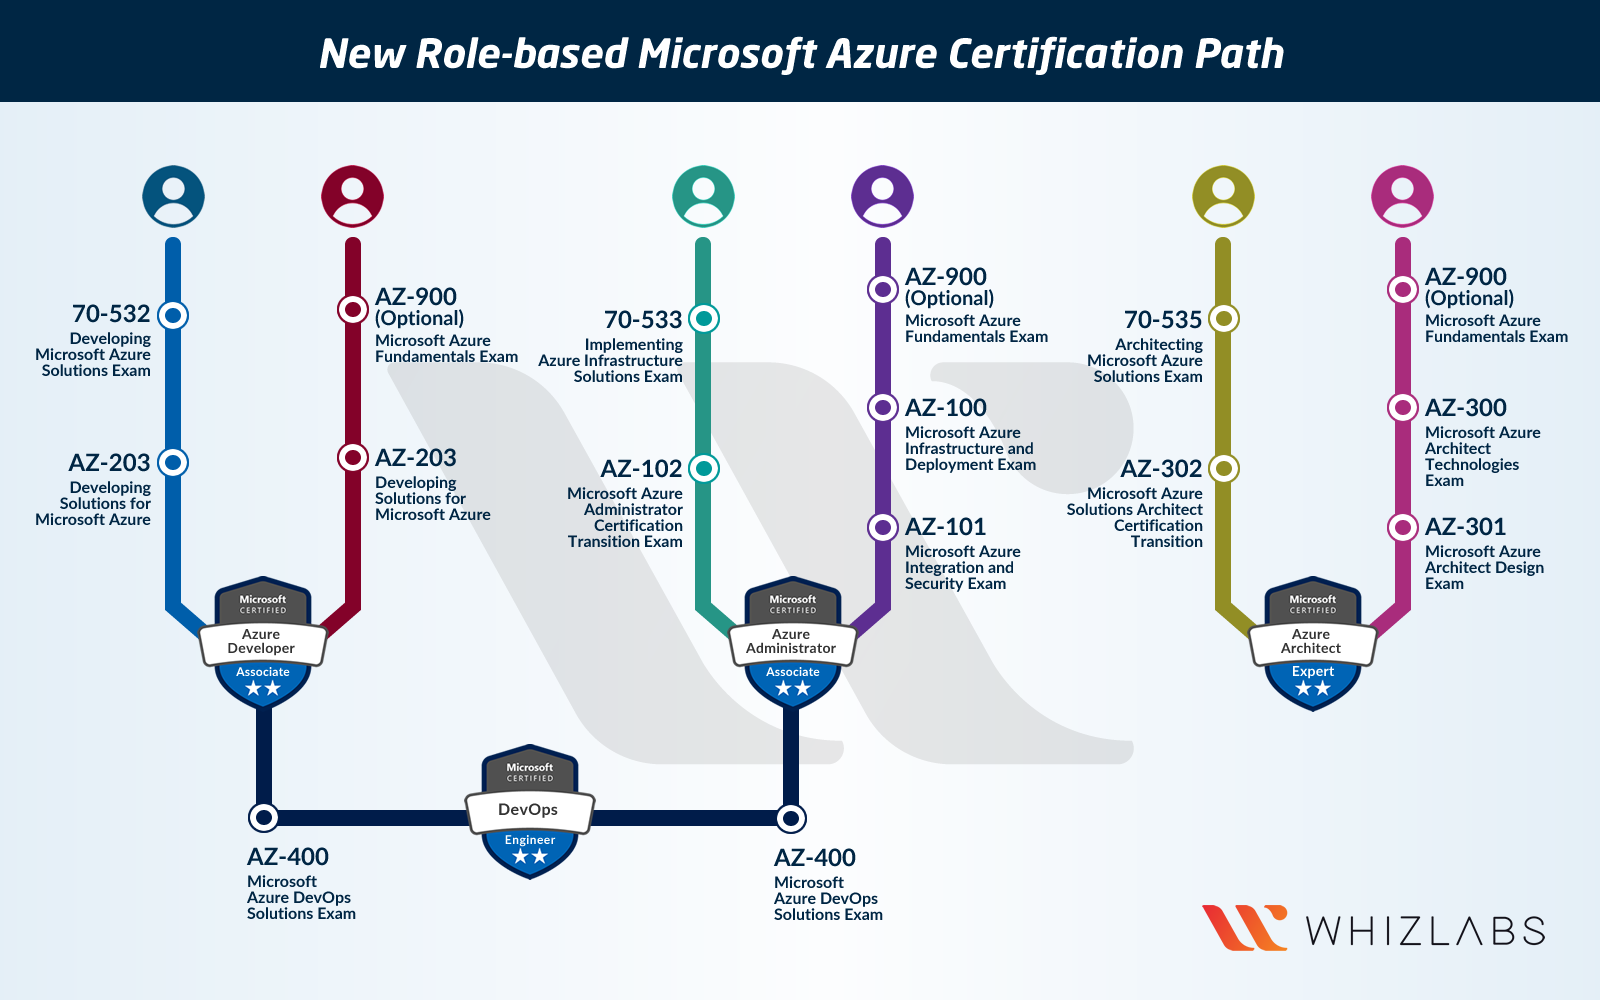 New Role-based Microsoft Azure Certification Path
70-532
Developing
Microsoft Azure
Solutions Exam
AZ-203
Developing
Solutions for
Microsoft Azure
AZ-900
(Optional)
Microsoft Azure
Fundamentals Exam
AZ-203
Developing
Solutions for
Microsoft Azure
Microsoft
CERTIFIED
Azure
Developer
Associate
70-533
Implementing
Azure Infrastructure
Solutions Exam
AZ-102
Microsoft Azure
Administrator
Certification
Transition Exam
AZ-900
(Optional)
Microsoft Azure
Fundamentals Exam
AZ-100
Microsoft Azure
Infrastructure and
Deployment Exam
AZ-101
Microsoft Azure
Integration and
Security Exam
Microsoft
CERTIFIED
Azure
Administrator
Associate
70-535
Architecting
Microsoft Azure
Solutions Exam
AZ-302
Microsoft Azure
Solutions Architect
Certification
Transition
AZ-900
(Optional)
Microsoft Azure
Fundamentals Exam
AZ-300
Microsoft Azure
Architect
Technologies
Exam
AZ-301
Microsoft Azure
Architect Design
Exam
Microsoft
CERTIFIED
Azure
Architect
Expert
Microsoft
CERTIFIED
DevOps
Engineer
AZ-400
Microsoft
Azure DevOps
Solutions Exam
AZ-400
Microsoft
Azure DevOps
Solutions Exam
WHIZLABS